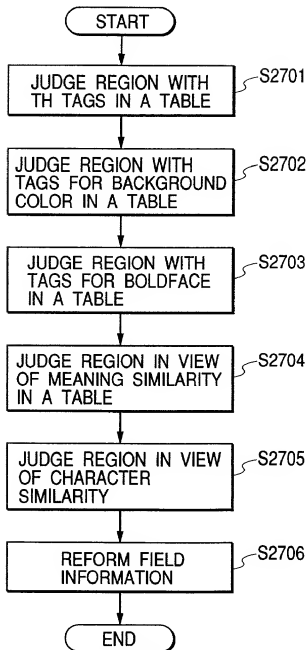 START
JUDGE REGION WITH
TH TAGS IN A TABLE
S2701
JUDGE REGION WITH
TAGS FOR BACKGROUND
COLOR IN A TABLE
S2702
JUDGE REGION WITH
TAGS FOR BOLDFACE
IN A TABLE
S2703
JUDGE REGION IN VIEW
OF MEANING SIMILARITY
IN A TABLE
S2704
JUDGE REGION IN VIEW
OF CHARACTER
SIMILARITY
S2705
REFORM FIELD
INFORMATION
S2706
END